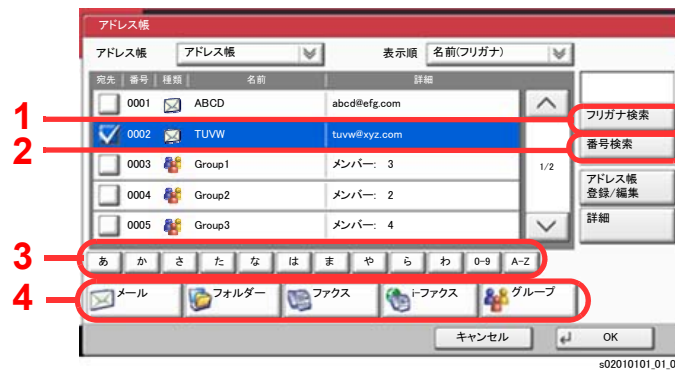 アドレス帳
アドレス帳 アドレス帳 表示順 名前(フリガナ)
宛先 番号 種類 名前 詳細
0001 ABCD abcd@efg.com
1 フリガナ検索
0002 TUVW tuvw@xyz.com
2 番号検索
0003 Group1 メンバー: 3 1/2
アドレス帳
登録/編集
0004 Group2 メンバー: 2
0005 Group3 メンバー: 4 詳細
3 あ か さ た な は ま や ら わ 0-9 A-Z
4 メール フォルダー ファクス i-ファクス グループ
キャンセル OK
s02010101_01_0